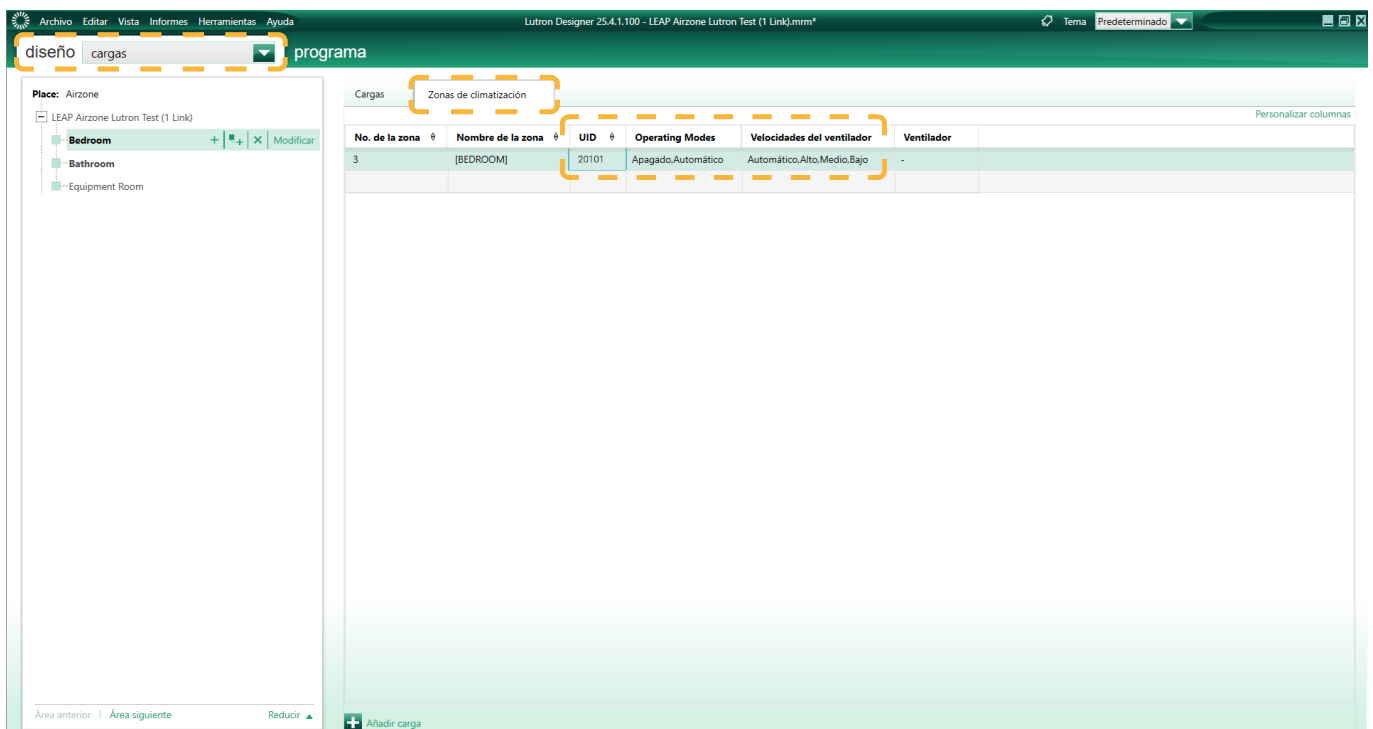 Archivo Editar Vista Informes Herramientas Ayuda Lutron Designer 25.4.1.100 - LEAP Airzone Lutron Test (1 Link).mrm* Tema Predeterminado
diseño cargas programa
Place: Airzone
LEAP Airzone Lutron Test (1 Link)
Bedroom + + × Modificar
Bathroom
Equipment Room
Área anterior | Área siguiente Reducir
Cargas Zonas de climatización
Personalizar columnas
No. de la zona Nombre de la zona UID Operating Modes Velocidades del ventilador Ventilador
3 [BEDROOM] 20101 Apagado,Automático Automático,Alto,Medio,Bajo -
Añadir carga